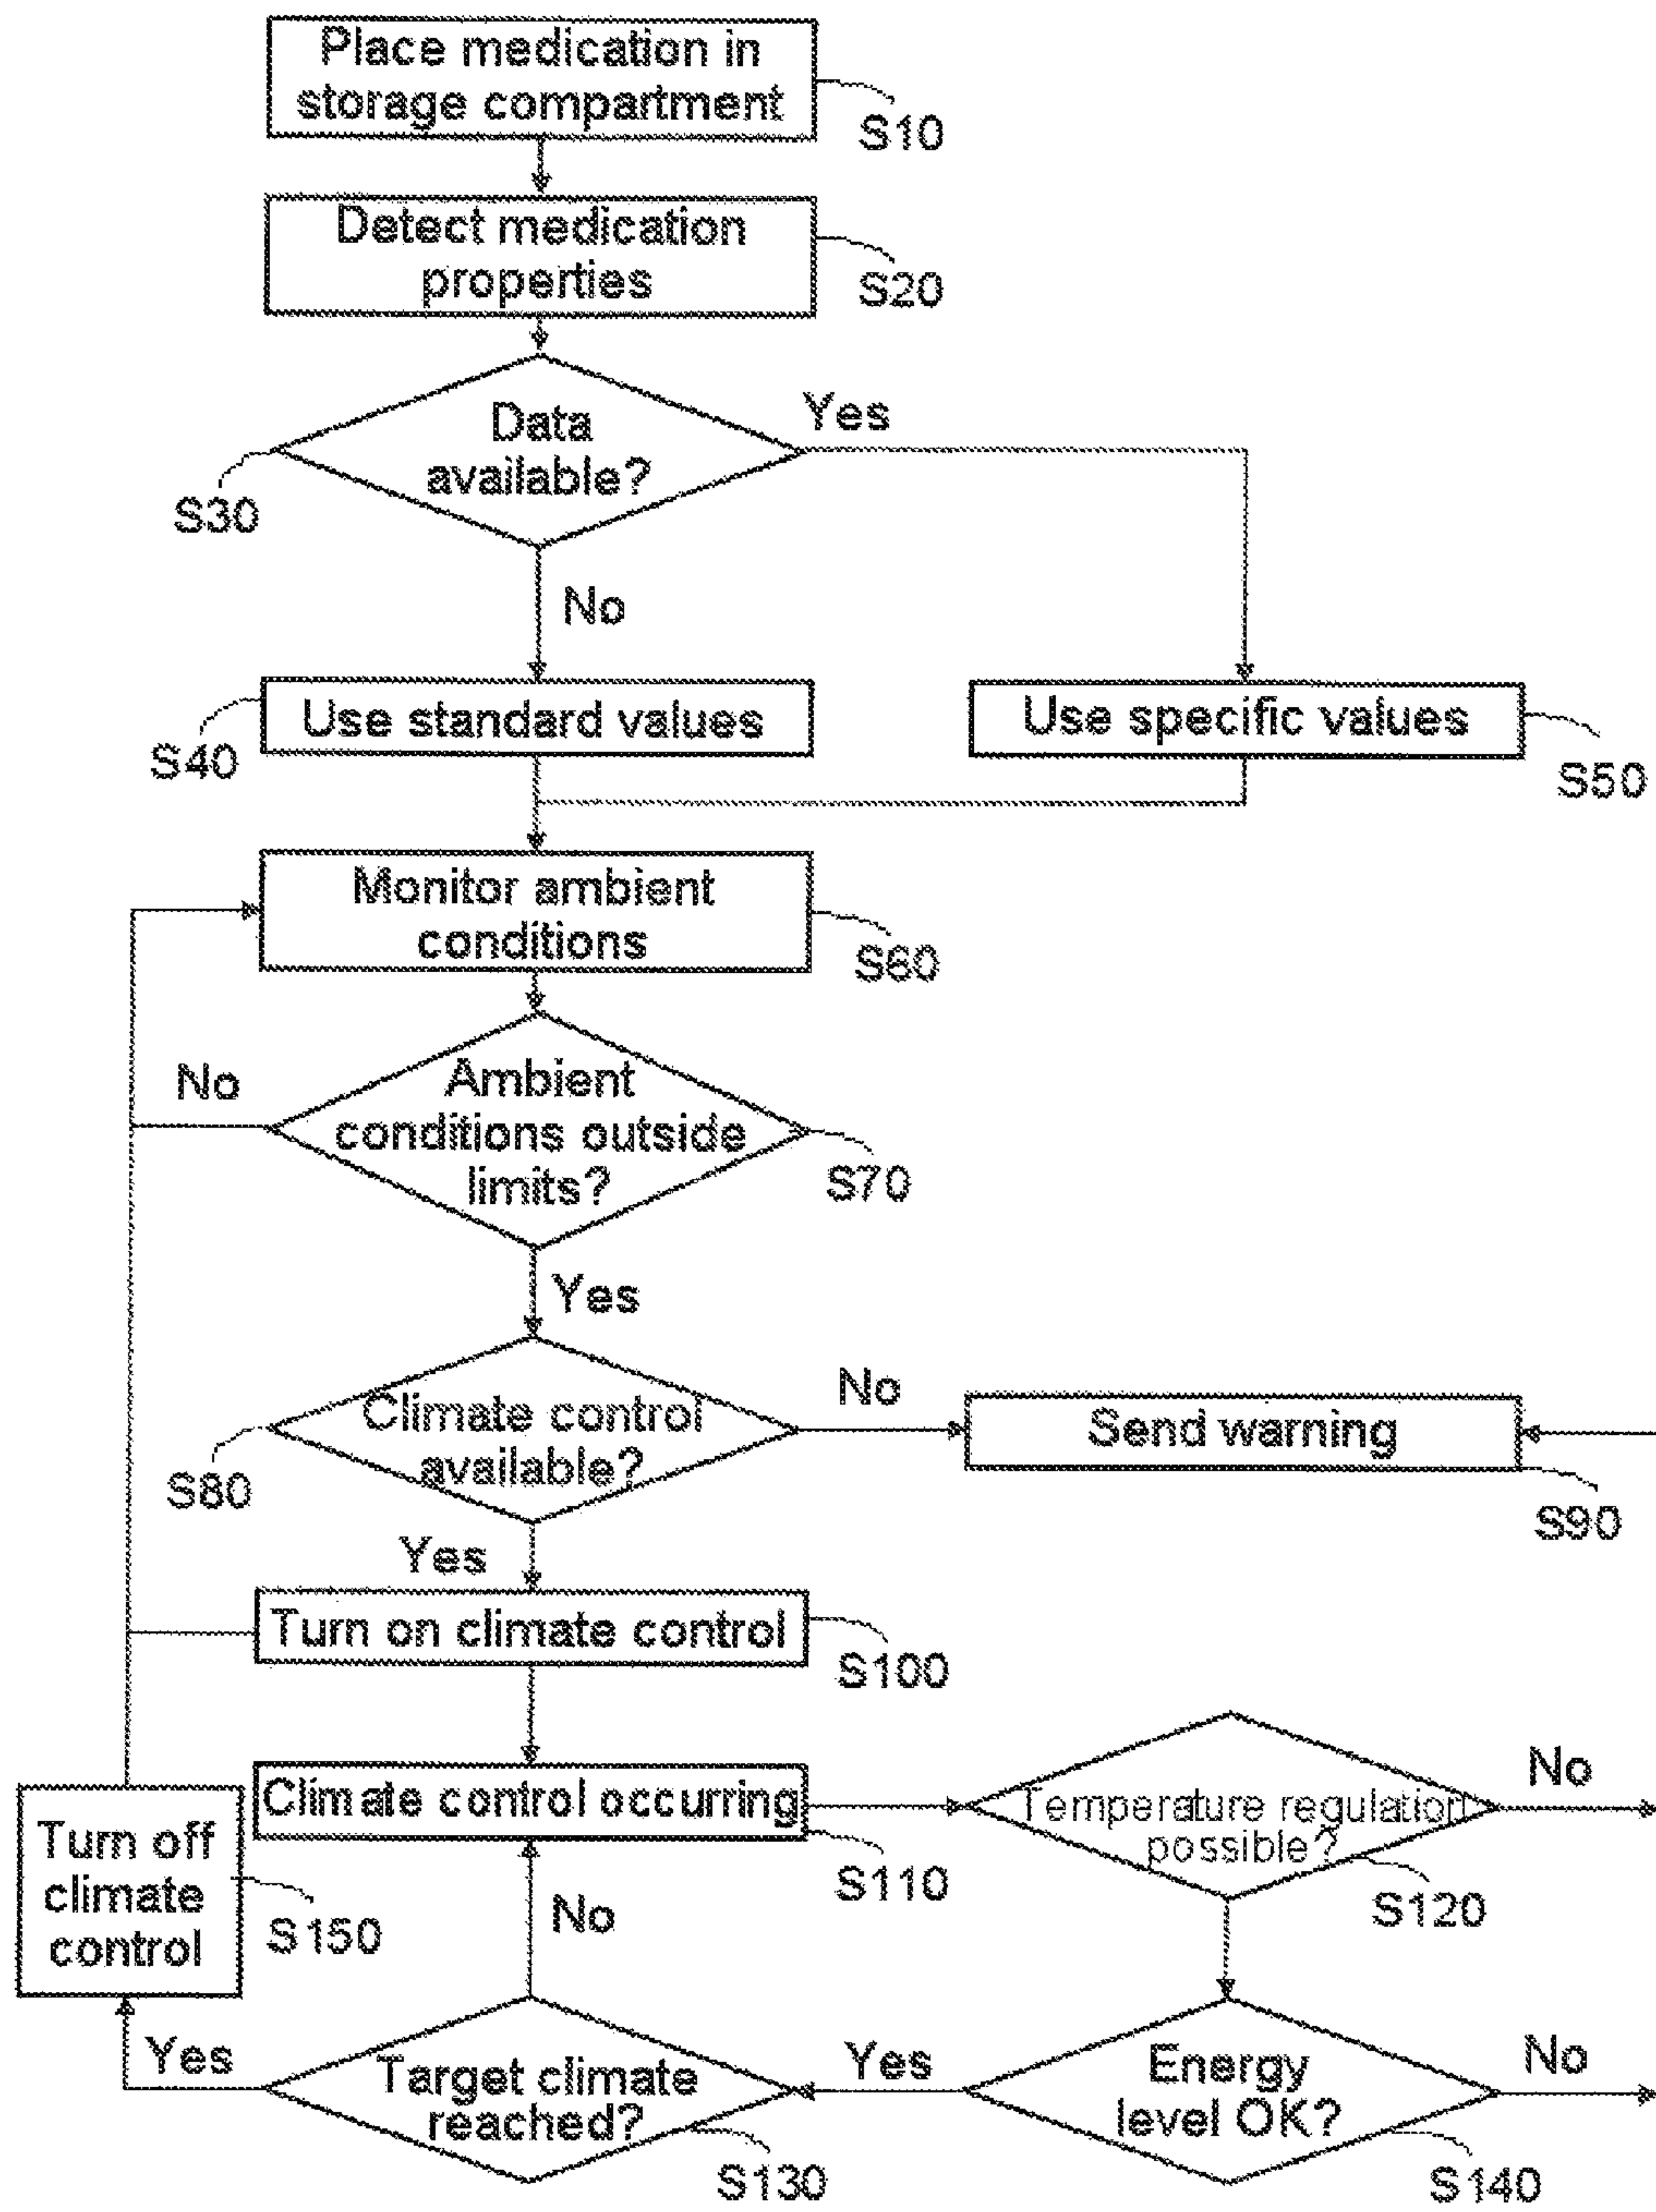 Place medication in
storage compartment
S10
Detect medication
properties
S20
Data
available?
Yes
S30
No
Use standard values
S40
Use specific values
S50
Monitor ambient
conditions
S60
No
Ambient
conditions outside
limits?
S70
Yes
Climate control
available?
No
S80
Send warning
S90
Yes
Turn on climate control
S100
Climate control occurring
S110
Temperature regulation
possible?
No
S120
Turn off
climate
control
S150
No
Yes
Target climate
reached?
S130
Yes
Energy
level OK?
No
S140